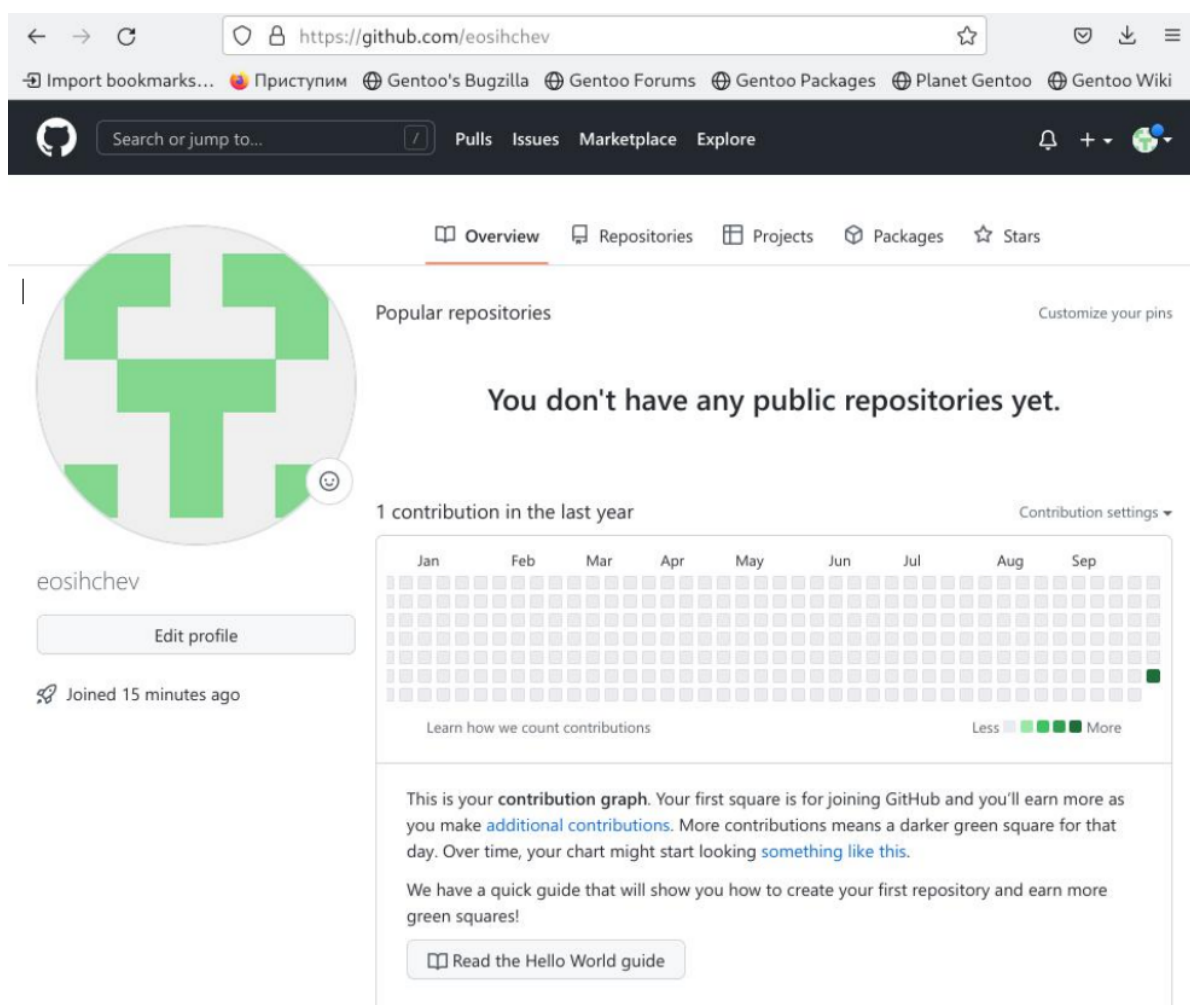 https://github.com/eosihchev
Import bookmarks... Приступим Gentoo's Bugzilla Gentoo Forums Gentoo Packages Planet Gentoo Gentoo Wiki
Search or jump to... / Pulls Issues Marketplace Explore
Overview Repositories Projects Packages Stars
Popular repositories Customize your pins
You don't have any public repositories yet.
1 contribution in the last year Contribution settings
Jan Feb Mar Apr May Jun Jul Aug Sep
eosihchev
Edit profile
Joined 15 minutes ago
Learn how we count contributions Less More
This is your contribution graph. Your first square is for joining GitHub and you'll earn more as
you make additional contributions. More contributions means a darker green square for that
day. Over time, your chart might start looking something like this.
We have a quick guide that will show you how to create your first repository and earn more
green squares!
Read the Hello World guide